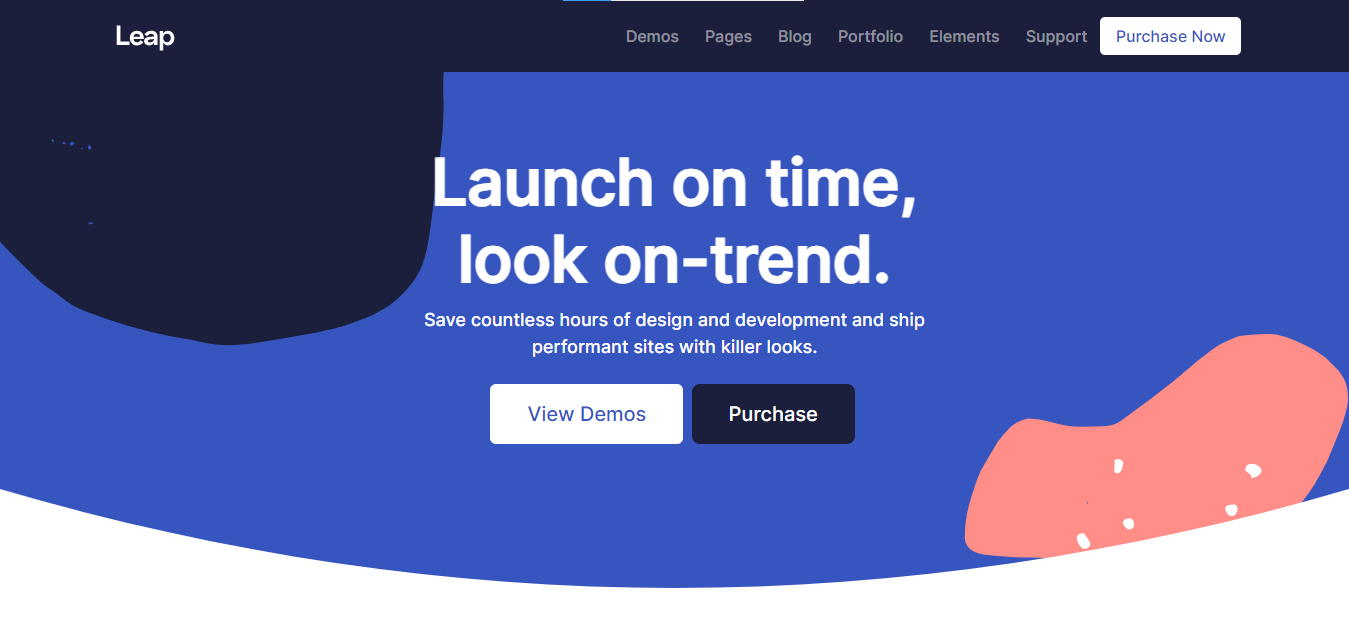 Leap
Demos Pages Blog Portfolio Elements Support Purchase Now
Launch on time,
look on-trend.
Save countless hours of design and development and ship
performant sites with killer looks.
View Demos Purchase